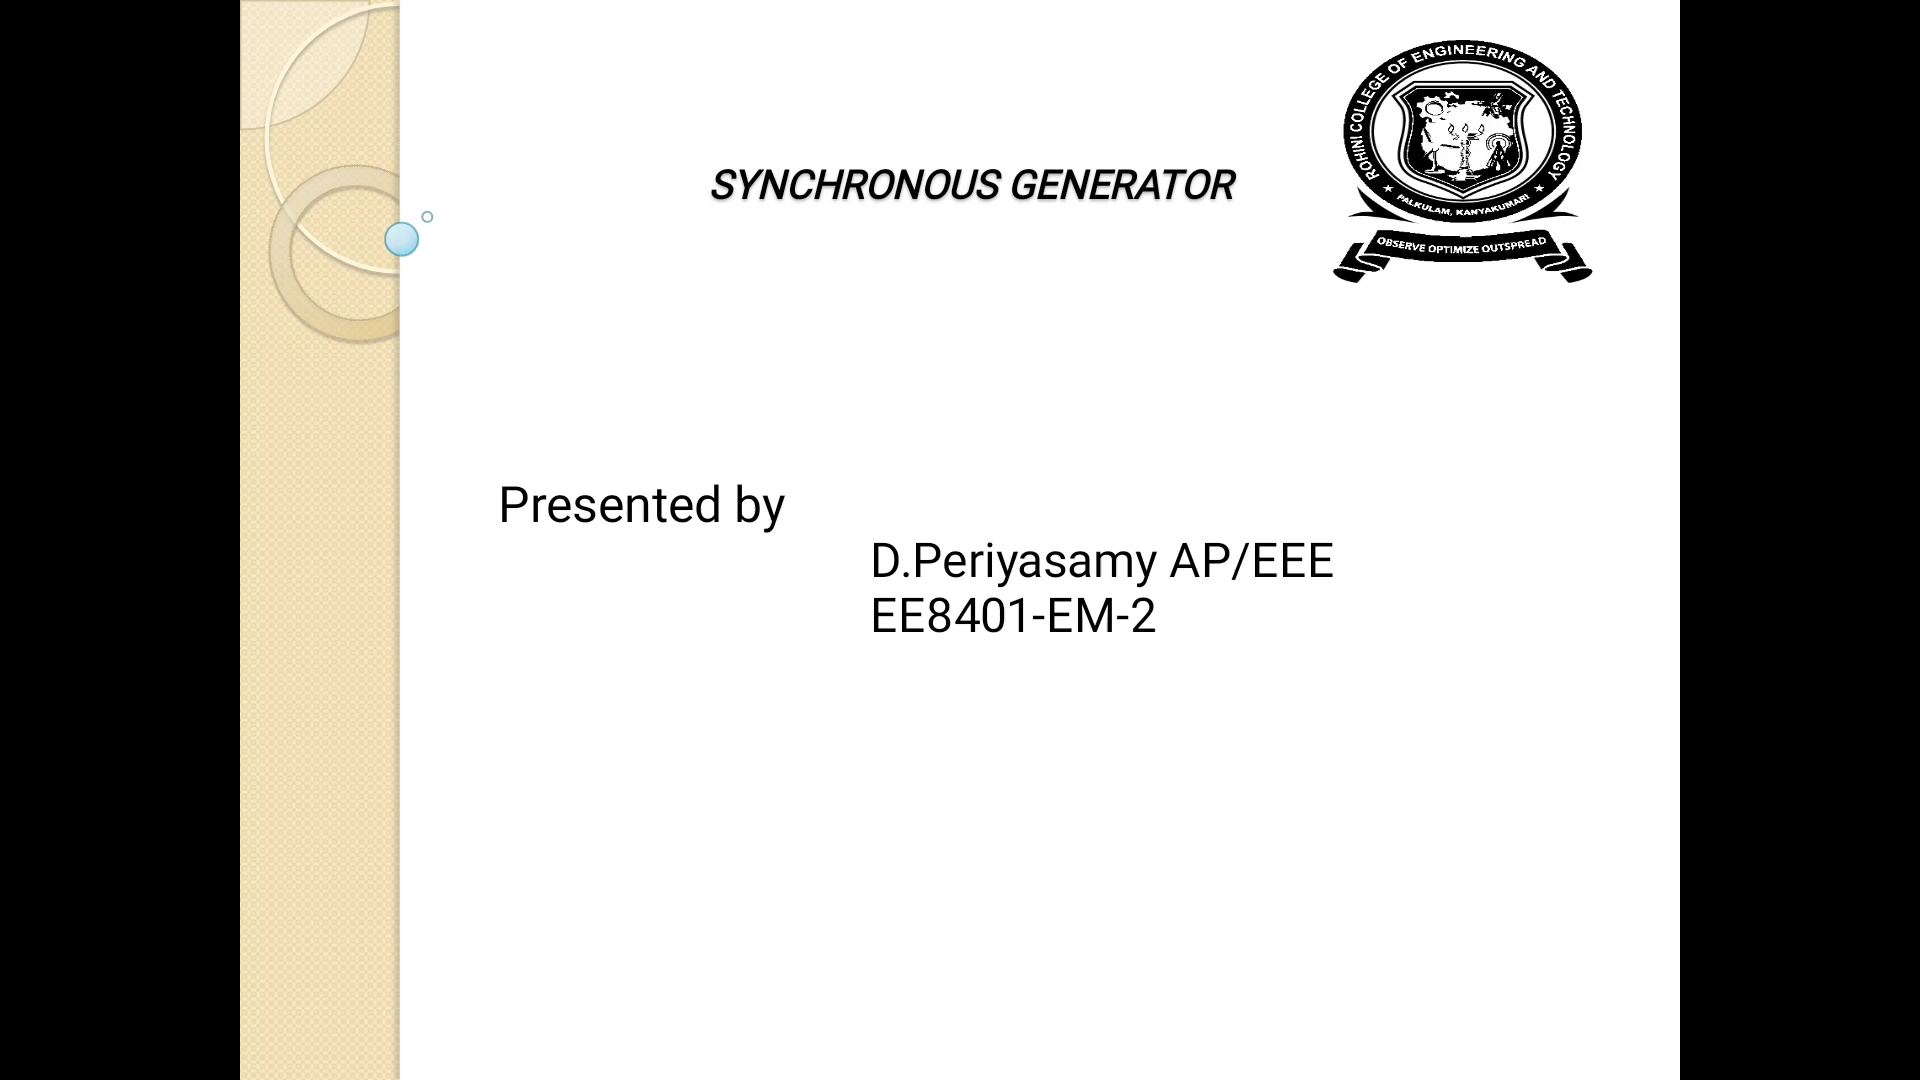 SYNCHRONOUS GENERATOR
ROHINI COLLEGE OF ENGINEERING AND TECHNOLOGY
PALKULAM, KANYAKUMARI
OBSERVE OPTIMIZE OUTSPREAD
Presented by
D.Periyasamy AP/EEE
EE8401-EM-2